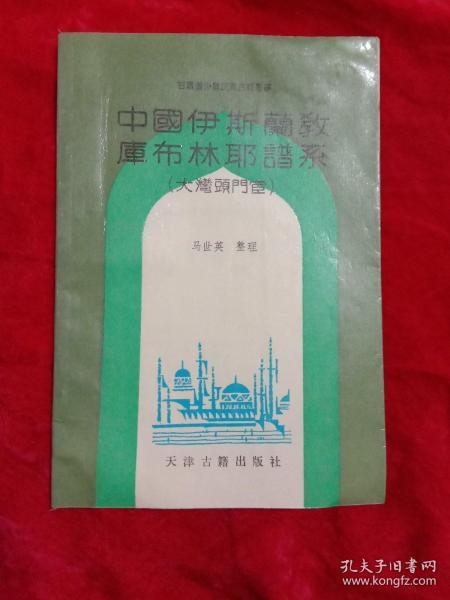 中國伊斯蘭教
庫布林耶譜系
(大灣頭門宦)
马世英 整理
天津古籍出版社
孔夫子旧书网
www.kongfz.com